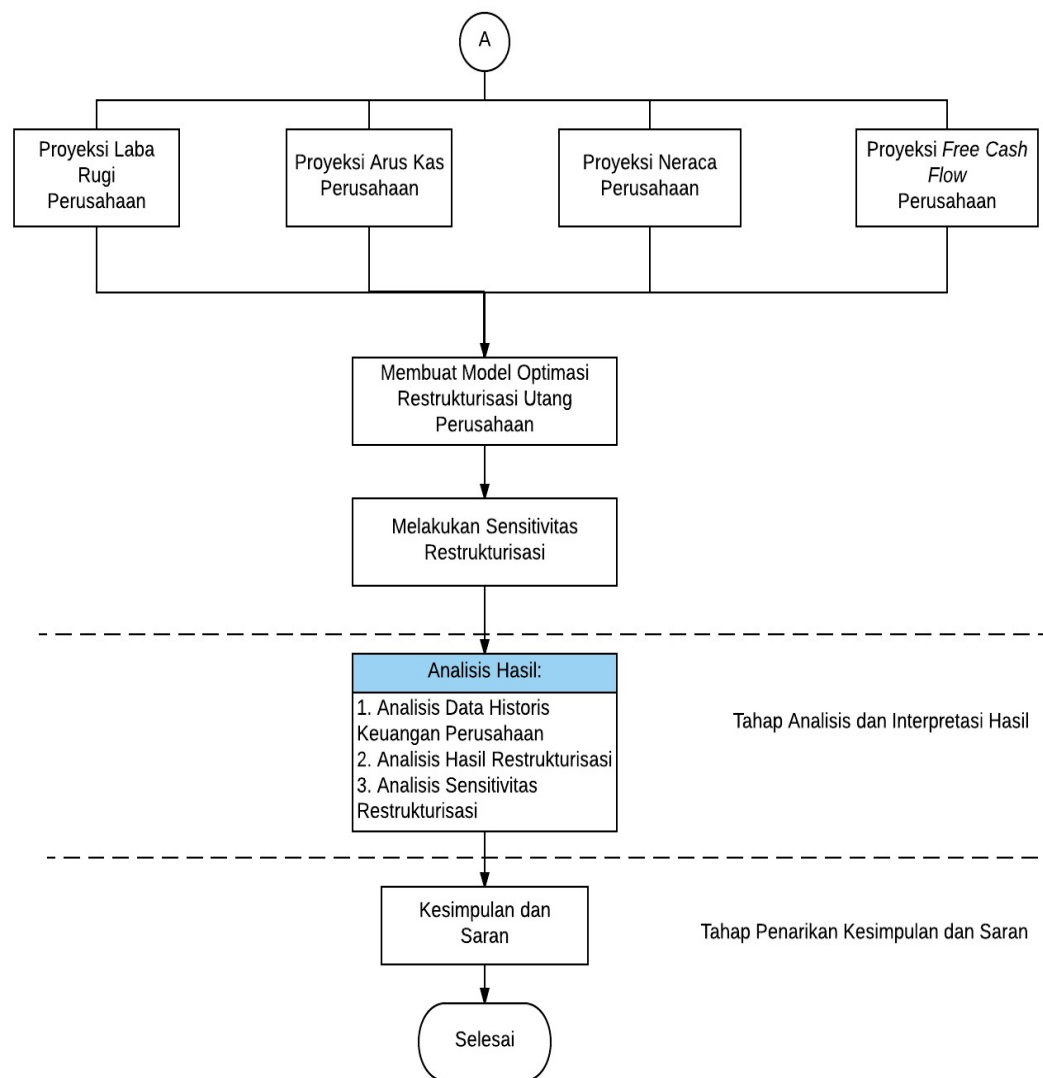 A
Proyeksi Laba
Rugi
Perusahaan
Proyeksi Arus Kas
Perusahaan
Proyeksi Neraca
Perusahaan
Proyeksi Free Cash
Flow
Perusahaan
Membuat Model Optimasi
Restrukturisasi Utang
Perusahaan
Melakukan Sensitivitas
Restrukturisasi
Analisis Hasil:
1. Analisis Data Historis
Keuangan Perusahaan
2. Analisis Hasil Restrukturisasi
3. Analisis Sensitivitas
Restrukturisasi
Tahap Analisis dan Interpretasi Hasil
Kesimpulan dan
Saran
Tahap Penarikan Kesimpulan dan Saran
Selesai